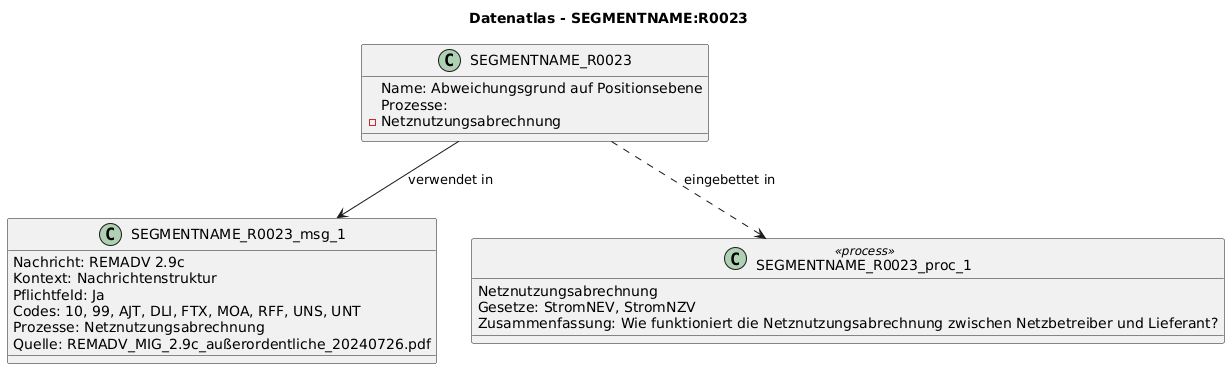 Datenatlas - SEGMENTNAME:R0023
C SEGMENTNAME_R0023
Name: Abweichungsgrund auf Positionsebene
Prozesse:
Netznutzungsabrechnung
verwendet in
eingebettet in
C SEGMENTNAME_R0023_msg_1
Nachricht: REMADV 2.9c
Kontext: Nachrichtenstruktur
Pflichtfeld: Ja
Codes: 10, 99, AJT, DLI, FTX, MOA, RFF, UNS, UNT
Prozesse: Netznutzungsabrechnung
Quelle: REMADV_MIG_2.9c_außerordentliche_20240726.pdf
«process»
C SEGMENTNAME_R0023_proc_1
Netznutzungsabrechnung
Gesetze: StromNEV, StromNZV
Zusammenfassung: Wie funktioniert die Netznutzungsabrechnung zwischen Netzbetreiber und Lieferant?